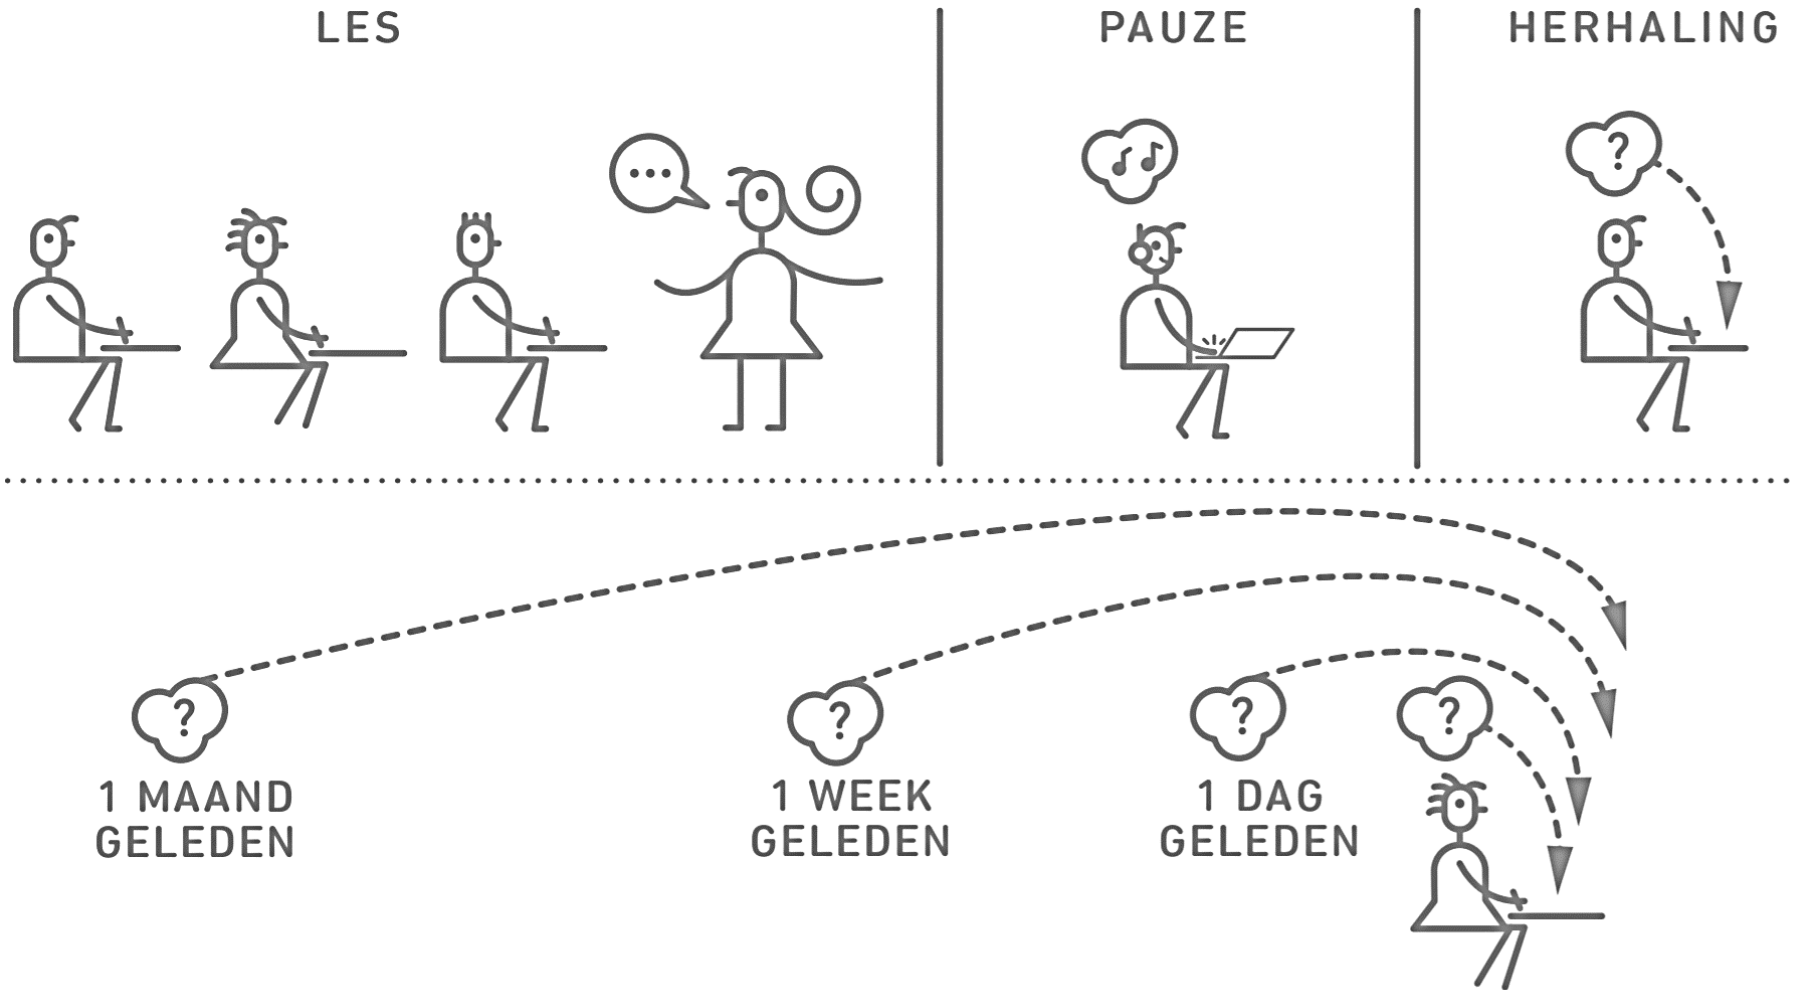 LES
PAUZE
HERHALING
...
?
?
?
?
?
1 MAAND
GELEDEN
1 WEEK
GELEDEN
1 DAG
GELEDEN